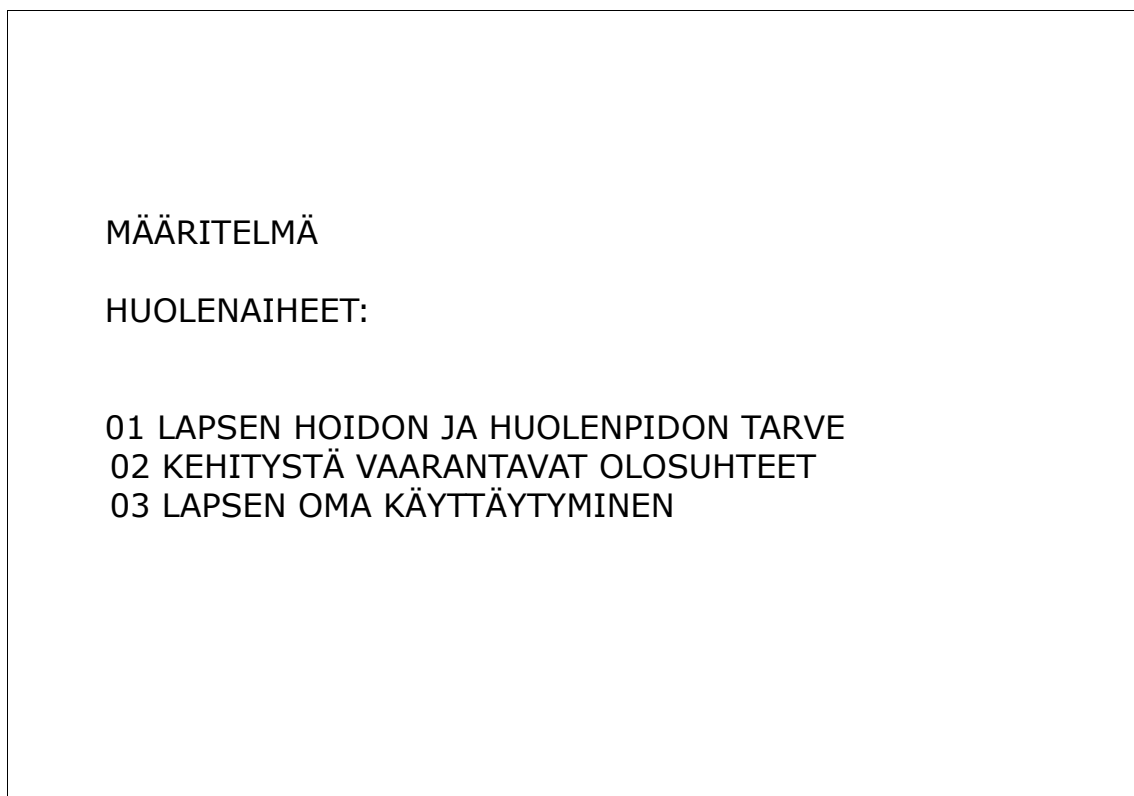 MÄÄRITELMÄ
HUOLENAIHEET:
01 LAPSEN HOIDON JA HUOLENPIDON TARVE
02 KEHITYSTÄ VAARANTAVAT OLOSUHTEET
03 LAPSEN OMA KÄYTTÄYTYMINEN